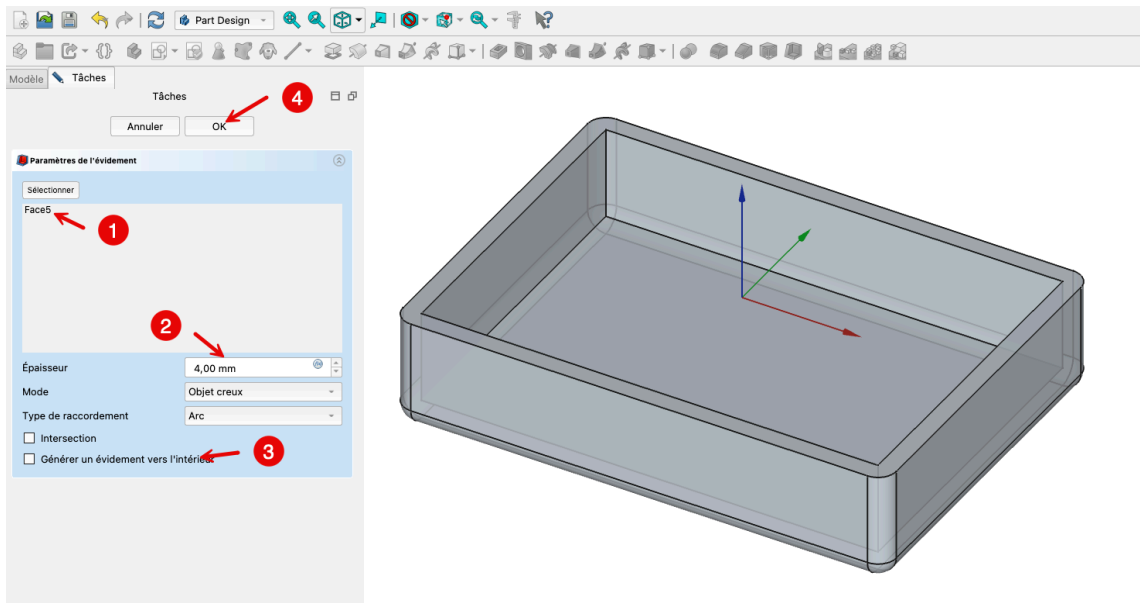 Part Design
Modèle
Tâches
Tâches
4
Annuler
OK
Paramètres de l'évidement
Sélectionner
Face5
1
2
Épaisseur
4,00 mm
Mode
Objet creux
Type de raccordement
Arc
Intersection
Générer un évidement vers l'intérieur
3